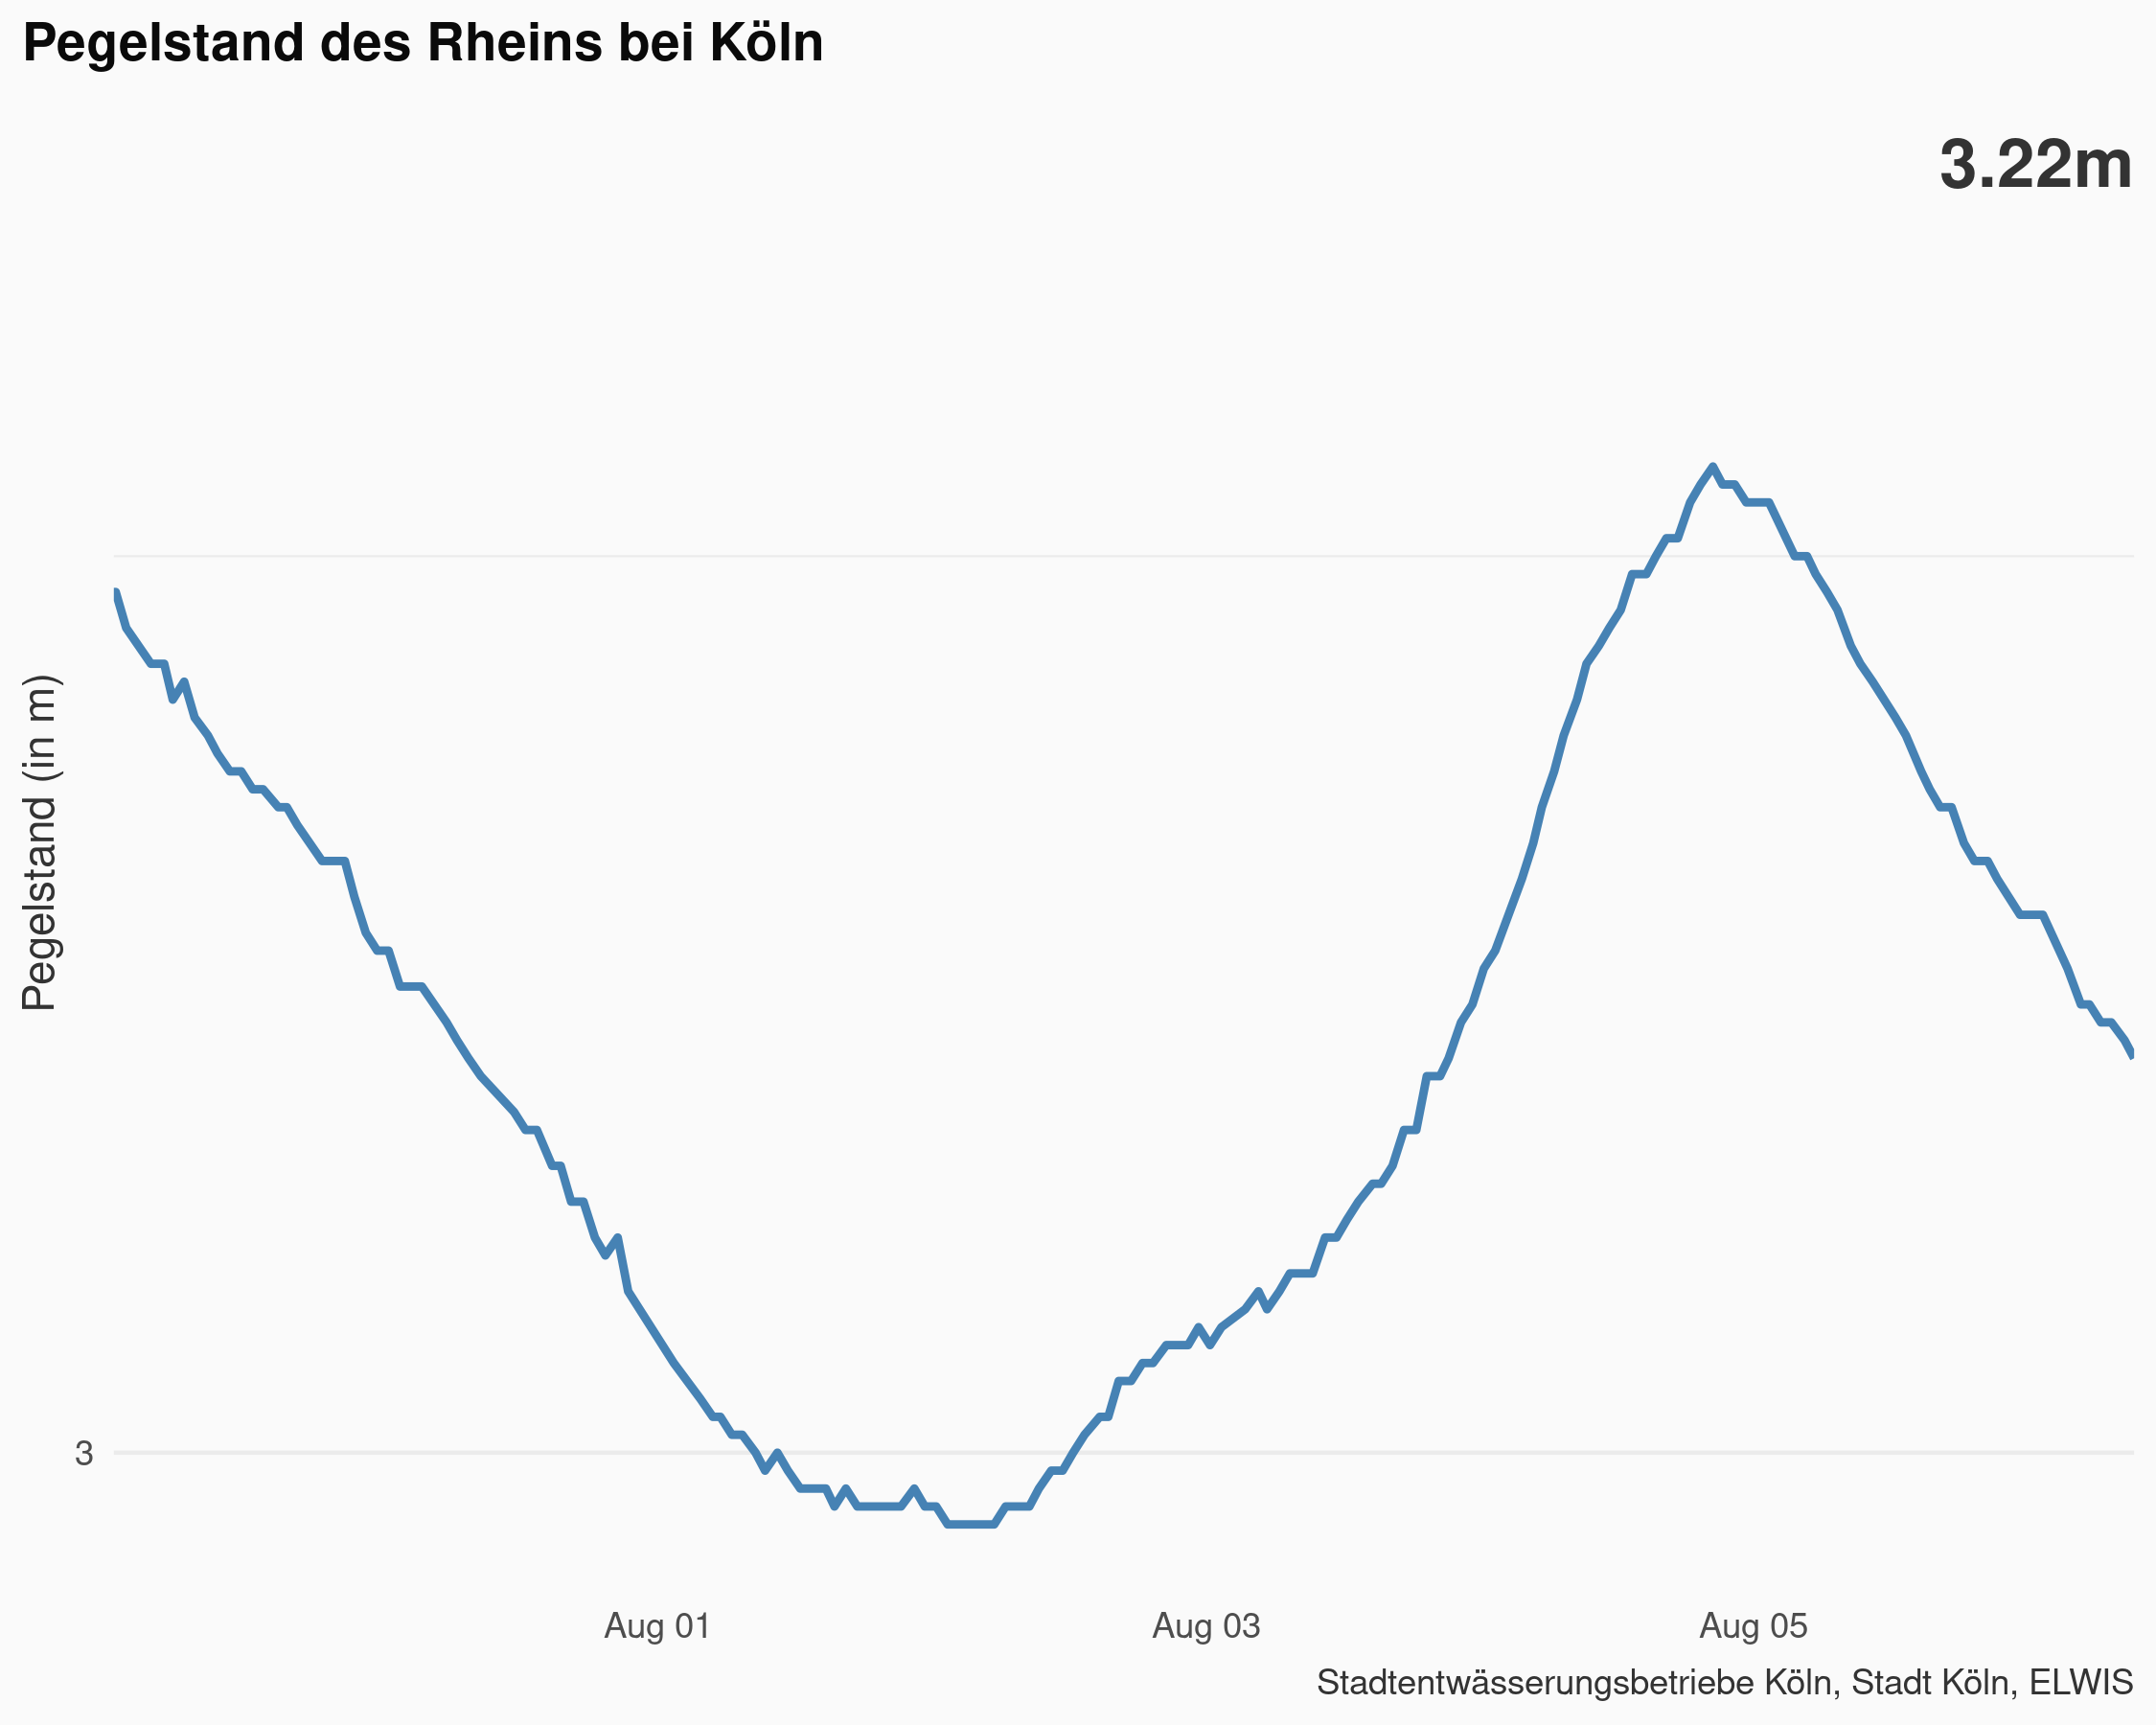 Pegelstand des Rheins bei Köln
3.22m
Pegelstand (in m)
3
Aug 01
Aug 03
Aug 05
Stadtentwässerungsbetriebe Köln, Stadt Köln, ELWIS